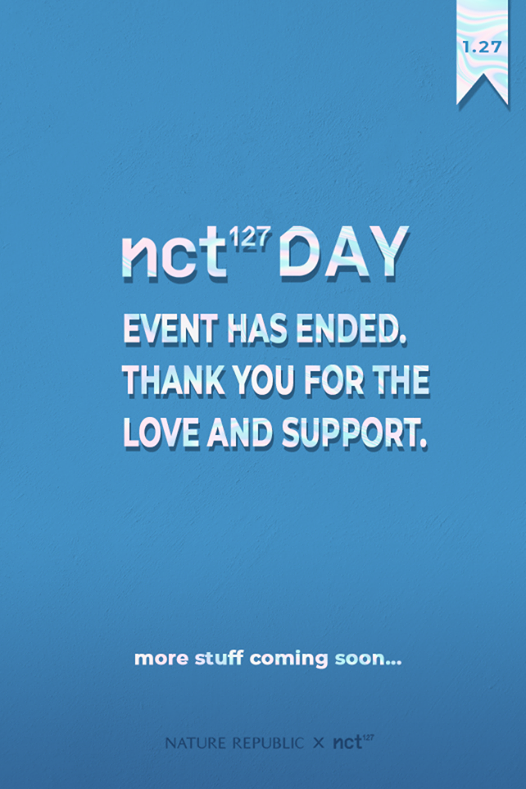 1.27
nct127 DAY
EVENT HAS ENDED.
THANK YOU FOR THE
LOVE AND SUPPORT.
more stuff coming soon...
NATURE REPUBLIC X nct127